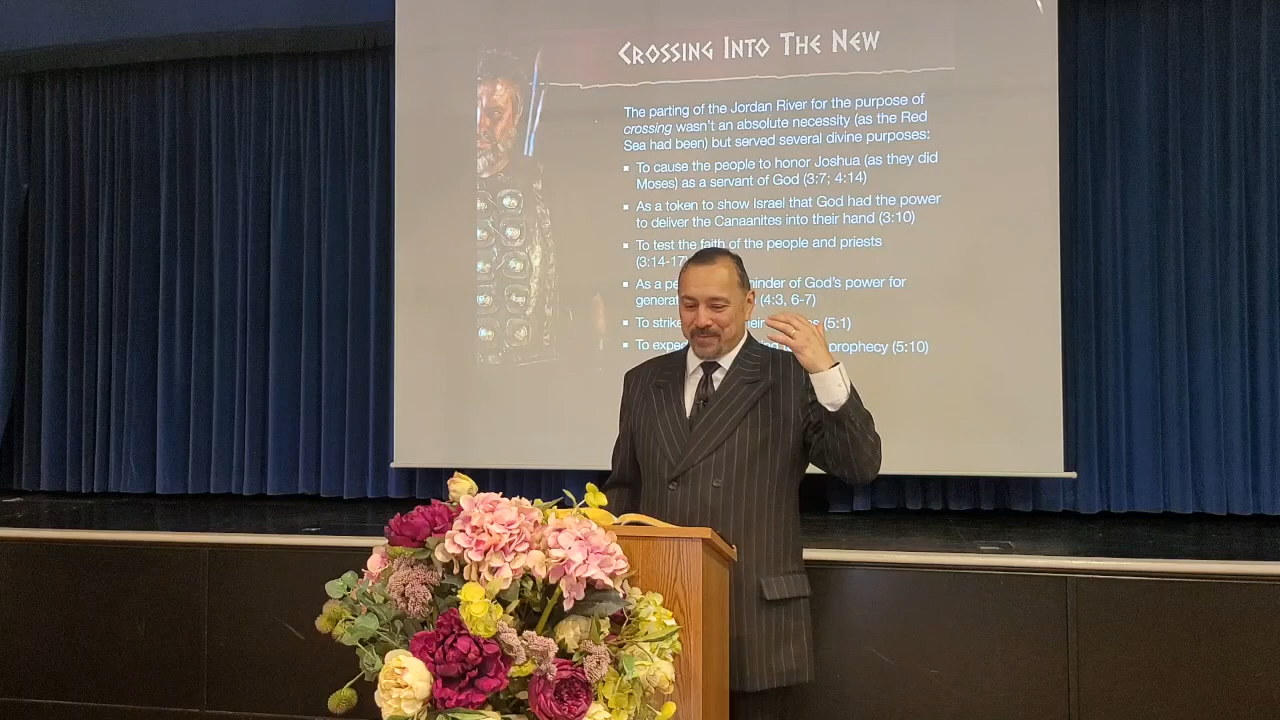 Crossing Into The New
The parting of the Jordan River for the purpose of
crossing wasn't an absolute necessity (as the Red
Sea had been) but served several divine purposes:
▪ To cause the people to honor Joshua (as they did
Moses) as a servant of God (3:7; 4:14)
▪ As a token to show Israel that God had the power
to deliver the Canaanites into their hand (3:10)
▪ To test the faith of the people and priests
(3:14-17
▪ As a of God's power for
(4:3, 6-7)
▪ To (5:1)
▪ To prophecy (5:10)